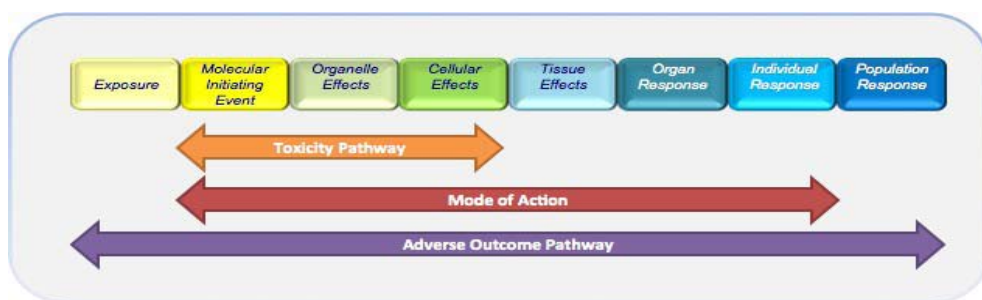 Exposure
Molecular
Initiating
Event
Organelle
Effects
Cellular
Effects
Tissue
Effects
Organ
Response
Individual
Response
Population
Response
Toxicity Pathway
Mode of Action
Adverse Outcome Pathway